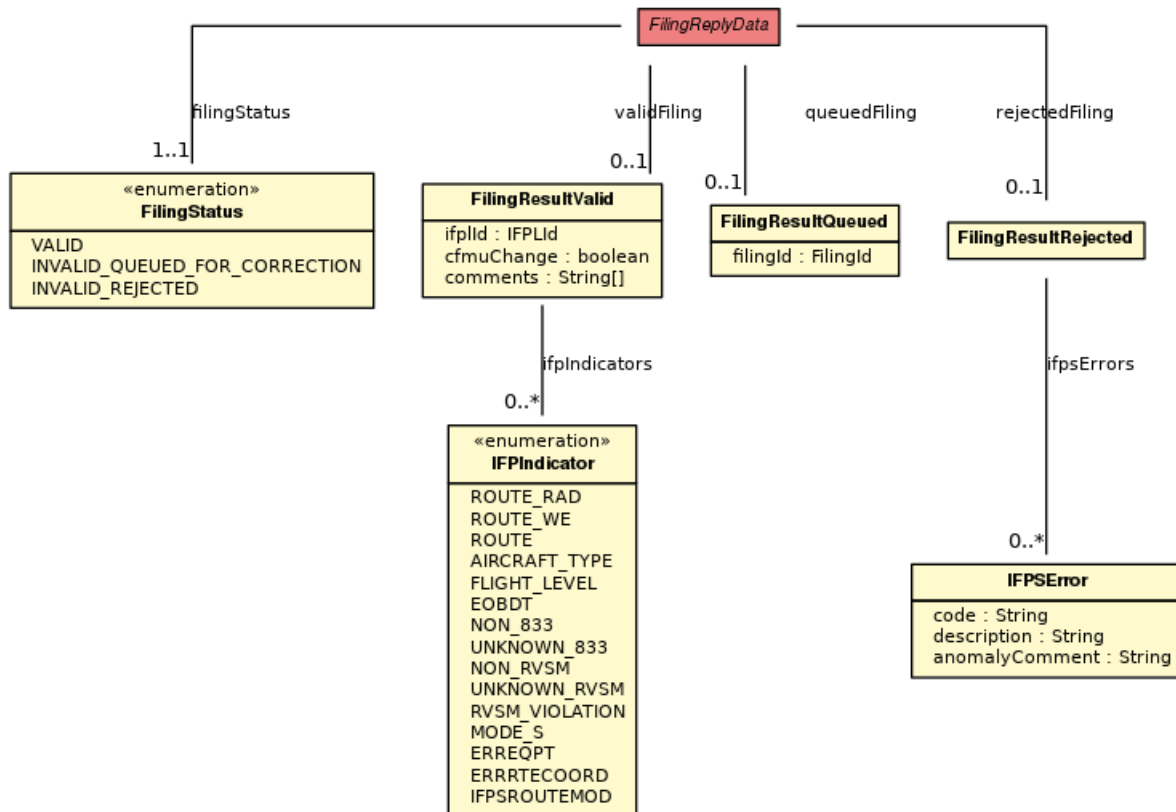 FilingReplyData
filingStatus
validFiling
queuedFiling
rejectedFiling
1..1
0..1
0..1
0..1
«enumeration»
FilingStatus
VALID
INVALID_QUEUED_FOR_CORRECTION
INVALID_REJECTED
FilingResultValid
ifplId : IFPLId
cfmuChange : boolean
comments : String[]
FilingResultQueued
filingId : FilingId
FilingResultRejected
ifpIndicators
ifpsErrors
0..*
«enumeration»
IFPIndicator
ROUTE_RAD
ROUTE_WE
ROUTE
AIRCRAFT_TYPE
FLIGHT_LEVEL
EOBDT
NON_833
UNKNOWN_833
NON_RVSM
UNKNOWN_RVSM
RVSM_VIOLATION
MODE_S
ERREQPT
ERRRTECOORD
IFPSROUTEMOD
0..*
IFPSError
code : String
description : String
anomalyComment : String